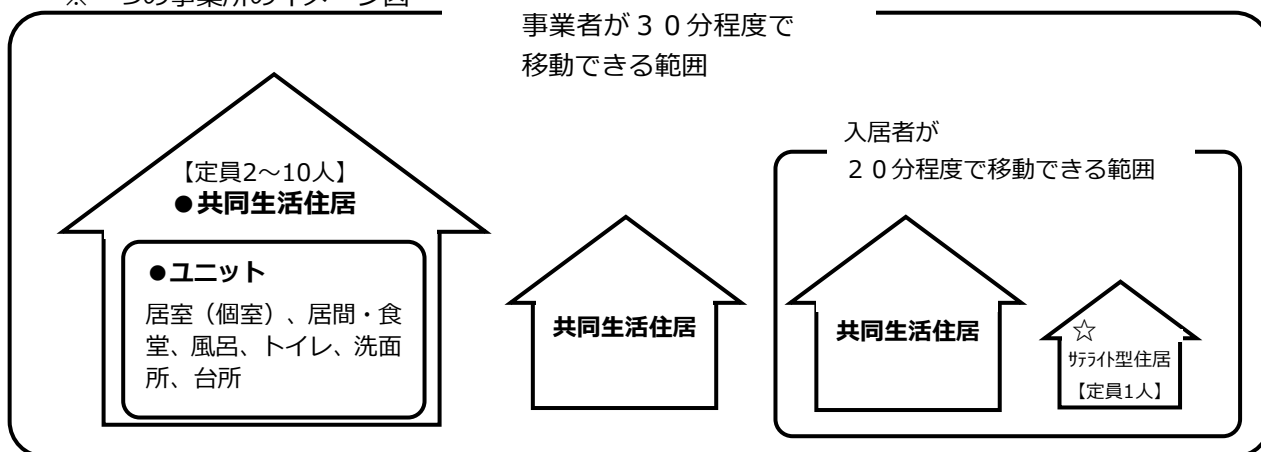 事業者が３０分程度で
移動できる範囲
【定員2～10人】
●共同生活住居
●ユニット
居室（個室）、居間・食
堂、風呂、トイレ、洗面
所、台所
共同生活住居
入居者が
２０分程度で移動できる範囲
共同生活住居
☆
ｻﾃﾗｲﾄ型住居
【定員1人】